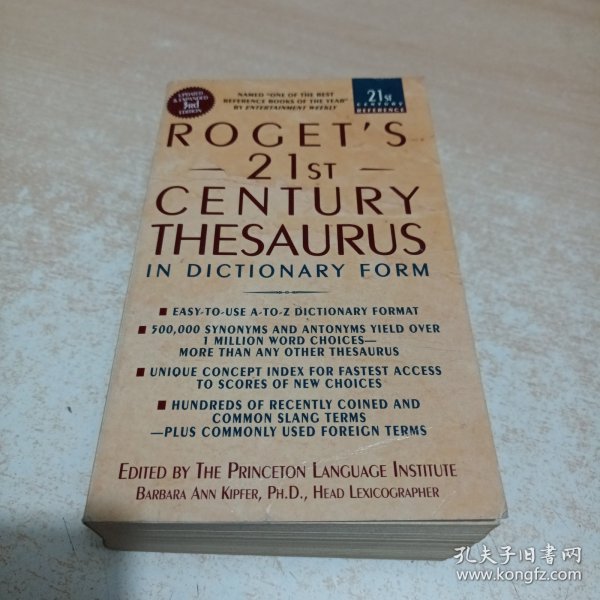 UPDATED
& EXPANDED
3RD
EDITION
NAMED "ONE OF THE BEST
REFERENCE BOOKS OF THE YEAR"
BY ENTERTAINMENT WEEKLY
21ST
CENTURY
REFERENCE
ROGET'S
21ST
CENTURY
THESAURUS
IN DICTIONARY FORM
■ EASY-TO-USE A-TO-Z DICTIONARY FORMAT
■ 500,000 SYNONYMS AND ANTONYMS YIELD OVER
1 MILLION WORD CHOICES—
MORE THAN ANY OTHER THESAURUS
■ UNIQUE CONCEPT INDEX FOR FASTEST ACCESS
TO SCORES OF NEW CHOICES
■ HUNDREDS OF RECENTLY COINED AND
COMMON SLANG TERMS
—PLUS COMMONLY USED FOREIGN TERMS
EDITED BY THE PRINCETON LANGUAGE INSTITUTE
BARBARA ANN KIPFER, PH.D., HEAD LEXICOGRAPHER
孔夫子旧书网
www.kongfz.com